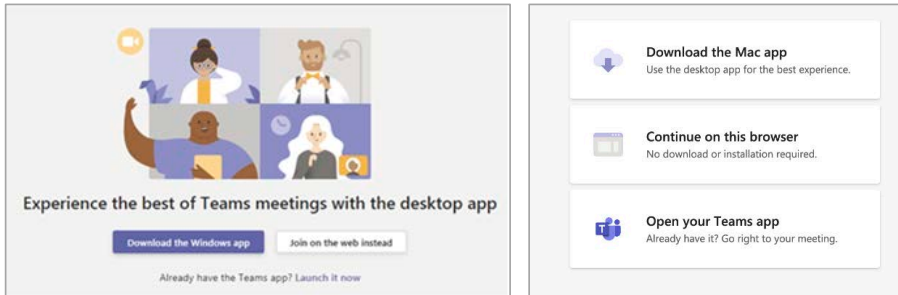 Experience the best of Teams meetings with the desktop app
Download the Windows app
Join on the web instead
Already have the Teams app? Launch it now
Download the Mac app
Use the desktop app for the best experience.
Continue on this browser
No download or installation required.
T
Open your Teams app
Already have it? Go right to your meeting.